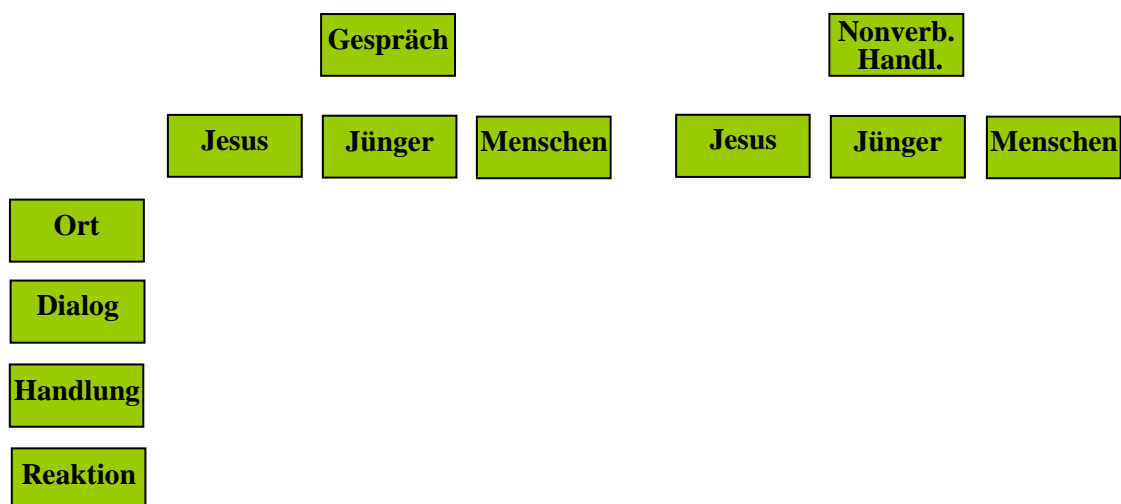 Gespräch
Nonverb.
Handl.
Jesus
Jünger
Menschen
Jesus
Jünger
Menschen
Ort
Dialog
Handlung
Reaktion